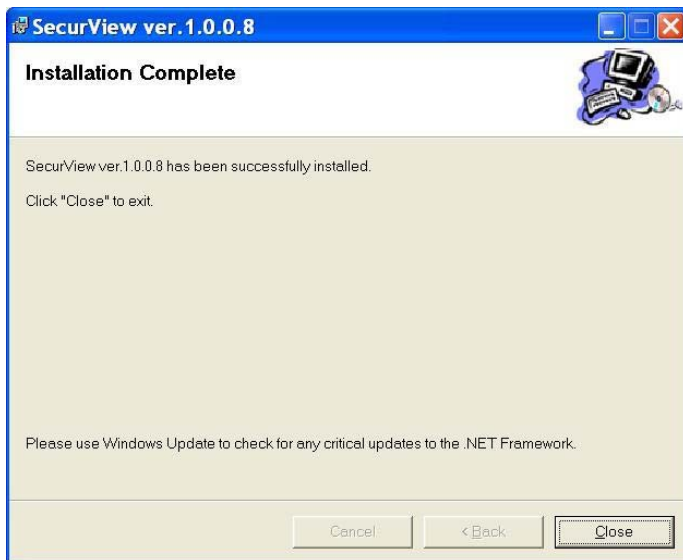 SecurView ver.1.0.0.8
Installation Complete
SecurView ver.1.0.0.8 has been successfully installed.
Click "Close" to exit.
Please use Windows Update to check for any critical updates to the .NET Framework.
Cancel
< Back
Close